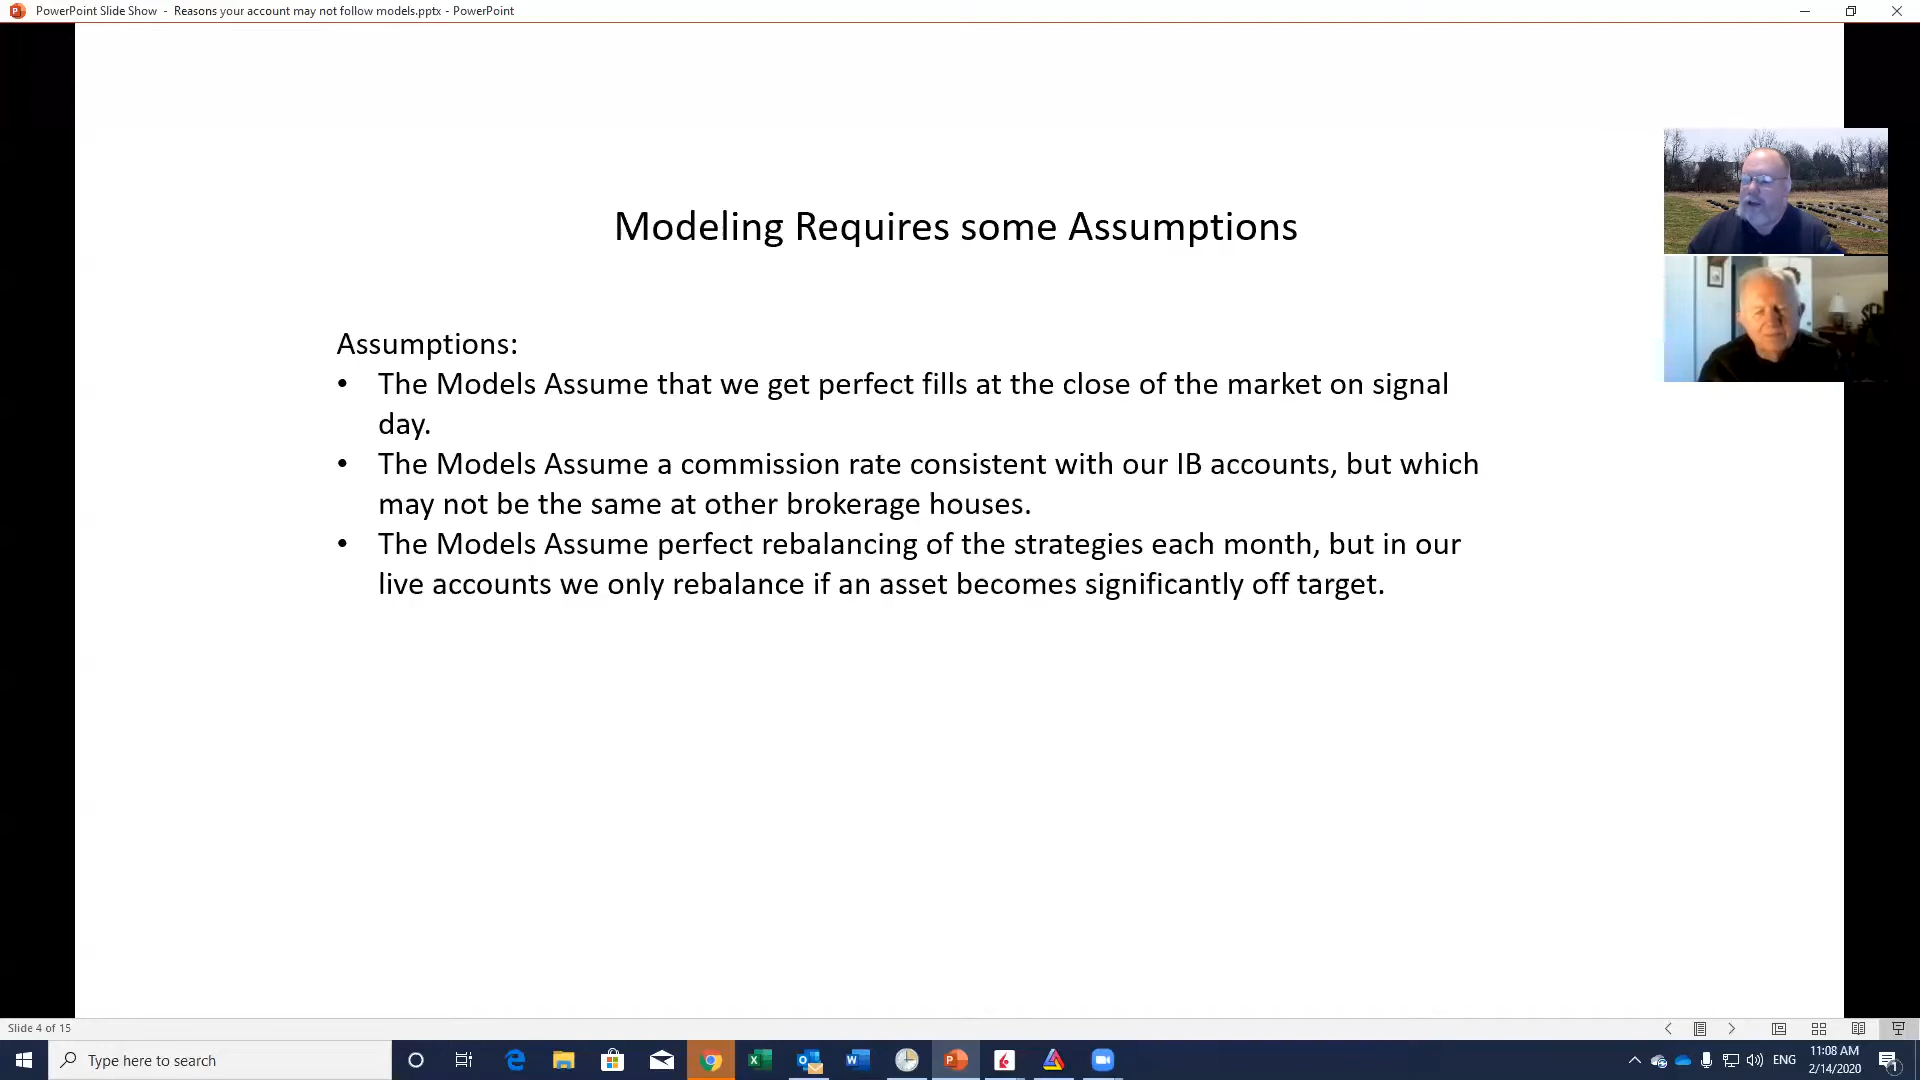 PowerPoint Slide Show - Reasons your account may not follow models.pptx - PowerPoint
Modeling Requires some Assumptions
Assumptions:
• The Models Assume that we get perfect fills at the close of the market on signal
day.
• The Models Assume a commission rate consistent with our IB accounts, but which
may not be the same at other brokerage houses.
• The Models Assume perfect rebalancing of the strategies each month, but in our
live accounts we only rebalance if an asset becomes significantly off target.
Slide 4 of 15
Type here to search
ENG
11:08 AM
2/14/2020
1